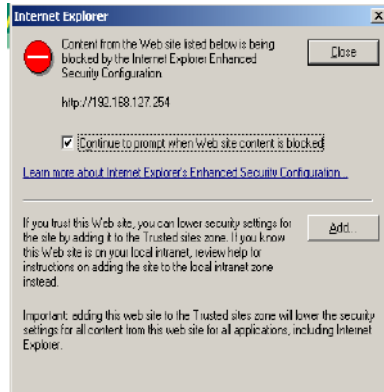 Internet Explorer
Content from the Web site listed below is being
blocked by the Internet Explorer Enhanced
Security Configuration.
Close
http://192.168.127.254
Continue to prompt when Web site content is blocked
Learn more about Internet Explorer's Enhanced Security Configuration...
If you trust this Web site, you can lower security settings for
the site by adding it to the Trusted sites zone. If you know
this Web site is on your local intranet, review help for
instructions on adding the site to the local intranet zone
instead.
Add...
Important: adding this web site to the Trusted sites zone will lower the security
settings for all content from this web site for all applications, including Internet
Explorer.